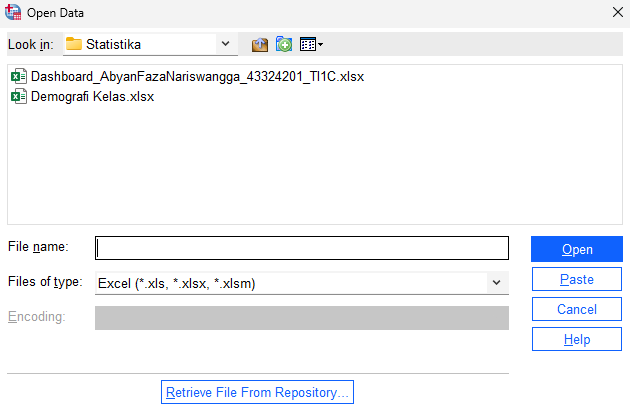 Open Data
Look in: Statistika
Dashboard_AbyanFazaNariswangga_43324201_TI1C.xlsx
Demografi Kelas.xlsx
File name:
Open
Files of type: Excel (*.xls, *.xlsx, *.xlsm)
Paste
Encoding:
Cancel
Help
Retrieve File From Repository...